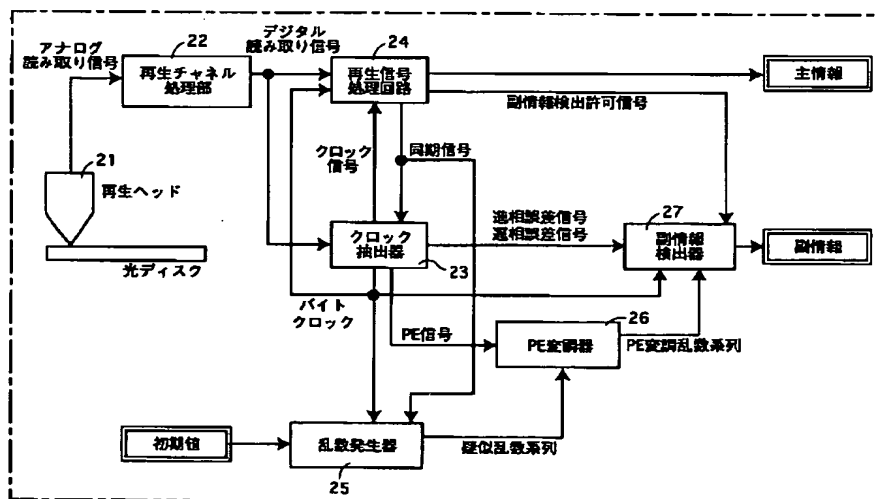 アナログ
読み取り信号
22
再生チャネル
処理部
デジタル
読み取り信号
24
再生信号
処理回路
主情報
副情報検出許可信号
クロック
信号
同期信号
21
再生ヘッド
光ディスク
クロック
抽出器
23
進相誤差信号
遅相誤差信号
27
副情報
検出器
副情報
バイト
クロック
PE信号
26
PE変調器
PE変調乱数系列
初期値
乱数発生器
25
疑似乱数系列